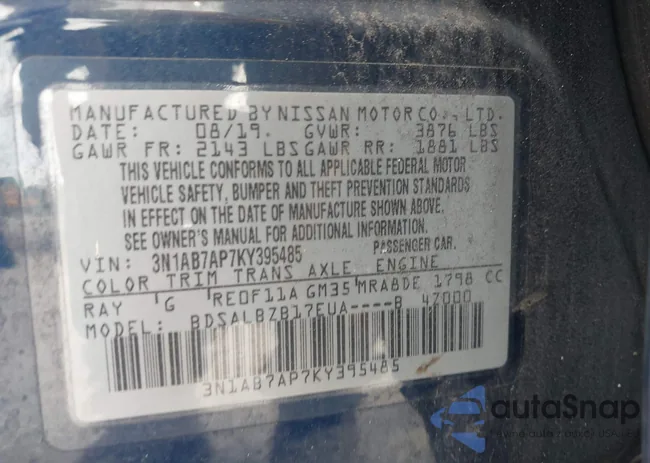 MANUFACTURED BY NISSAN MOTOR CO., LTD.
DATE: 08/19. GVWR: 3876 LBS
GAWR FR: 2143 LBS GAWR RR: 1881 LBS
THIS VEHICLE CONFORMS TO ALL APPLICABLE FEDERAL MOTOR
VEHICLE SAFETY, BUMPER AND THEFT PREVENTION STANDARDS
IN EFFECT ON THE DATE OF MANUFACTURE SHOWN ABOVE.
SEE OWNER'S MANUAL FOR ADDITIONAL INFORMATION.
VIN: 3N1AB7AP7KY395485 PASSENGER CAR.
COLOR TRIM TRANS AXLE ENGINE
RAY G RE0F11A GM35 MRA8DE 1798 CC
MODEL: BDSALBZB17EUA----B 47000
3N1AB7AP7KY395485
autaSnap